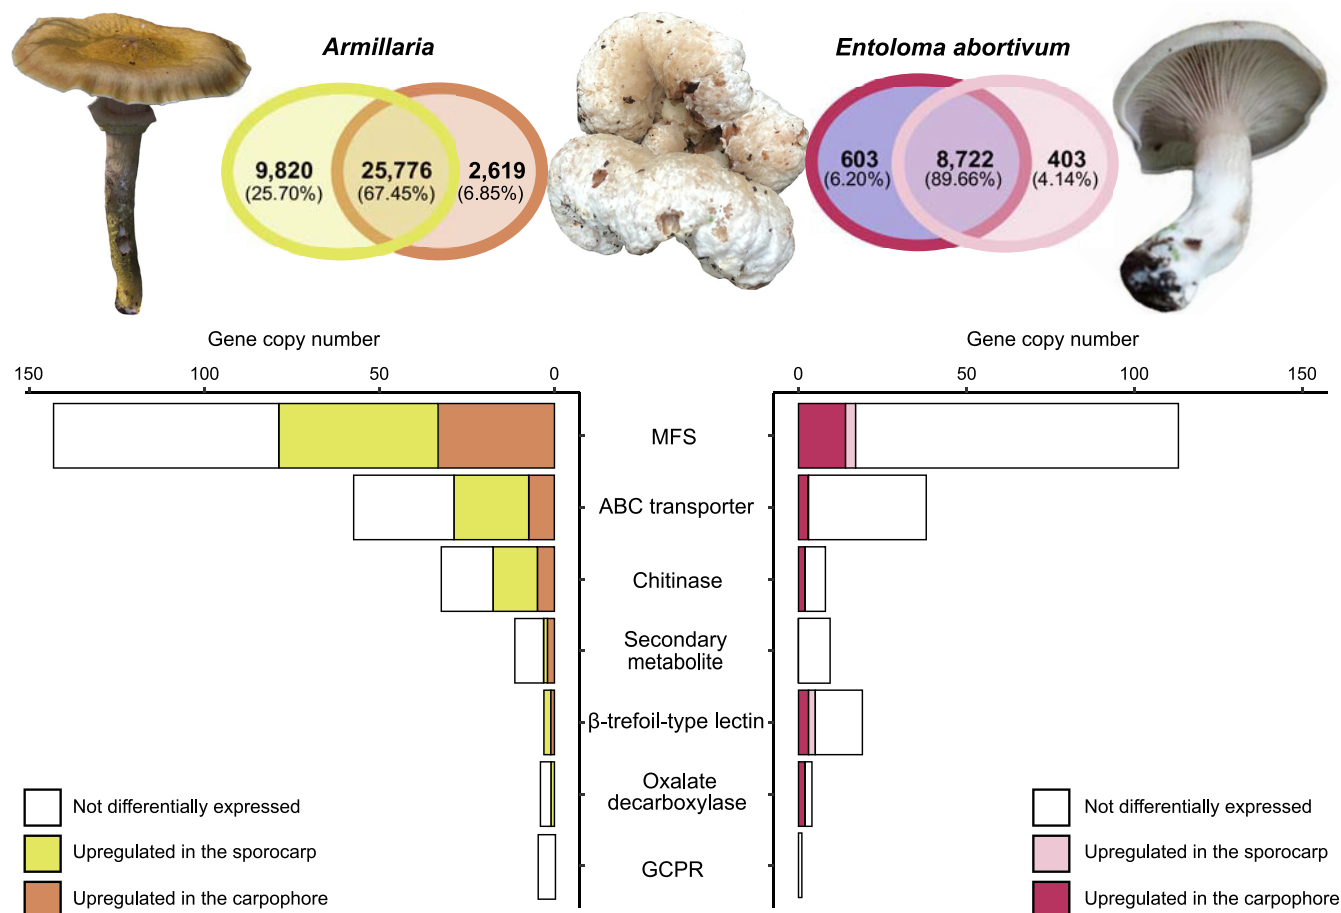 Armillaria
Entoloma abortivum
9,820
(25.70%)
25,776
(67.45%)
2,619
(6.85%)
603
(6.20%)
8,722
(89.66%)
403
(4.14%)
Gene copy number
Gene copy number
150 100 50 0
0 50 100 150
MFS
ABC transporter
Chitinase
Secondary
metabolite
β-trefoil-type lectin
Oxalate
decarboxylase
GCPR
Not differentially expressed
Upregulated in the sporocarp
Upregulated in the carpophore
Not differentially expressed
Upregulated in the sporocarp
Upregulated in the carpophore